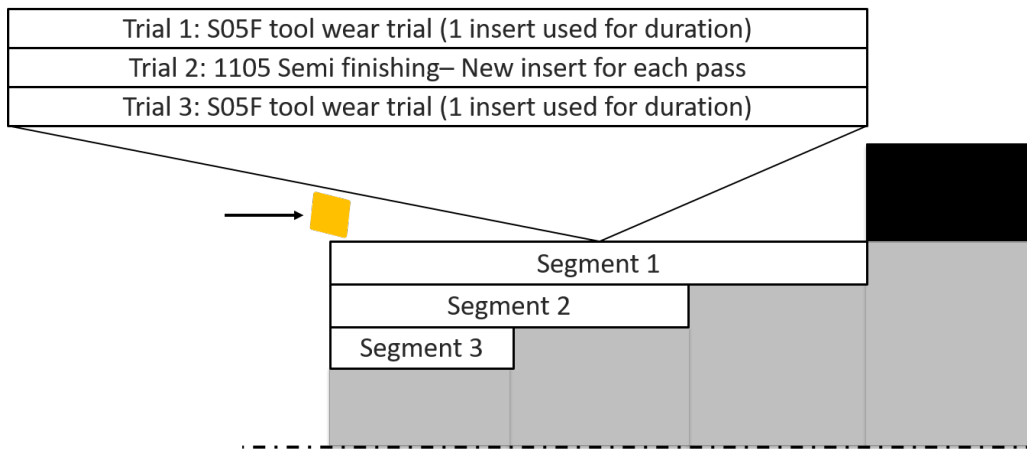 Trial 1: S05F tool wear trial (1 insert used for duration)
Trial 2: 1105 Semi finishing– New insert for each pass
Trial 3: S05F tool wear trial (1 insert used for duration)
Segment 1
Segment 2
Segment 3